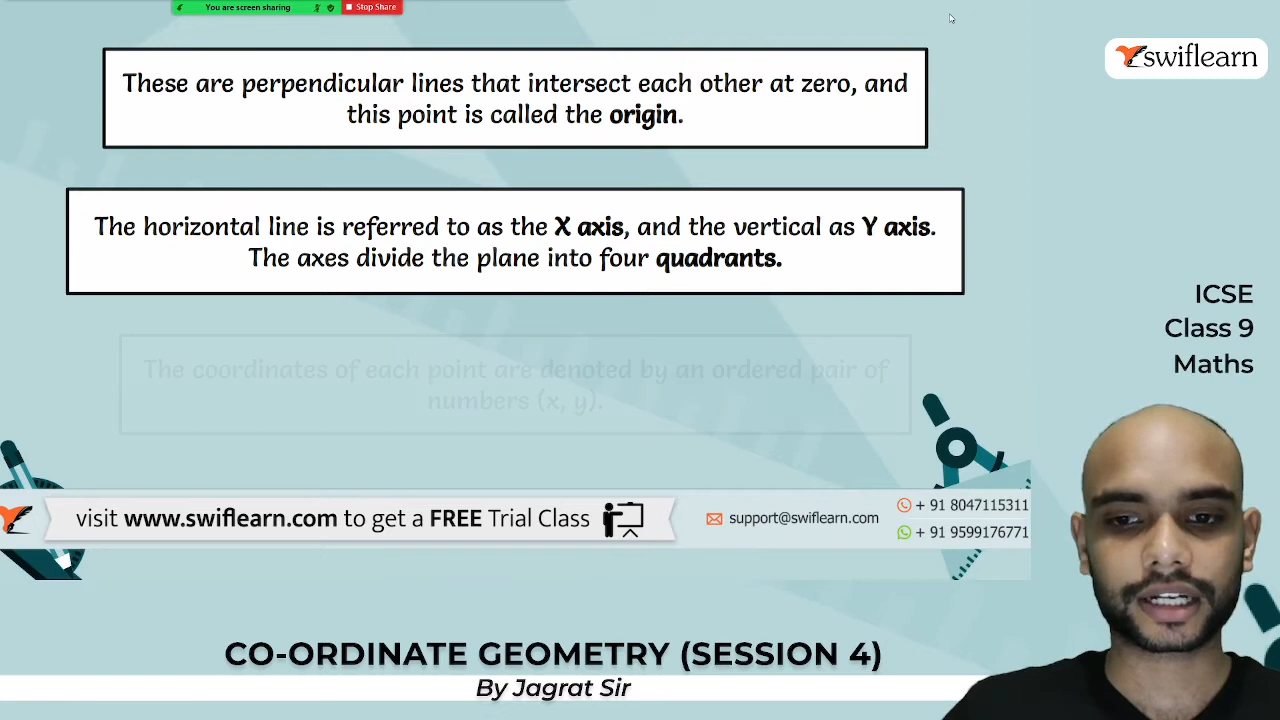 You are screen sharing
Stop Share
swiflearn
These are perpendicular lines that intersect each other at zero, and
this point is called the origin.
The horizontal line is referred to as the X axis, and the vertical as Y axis.
The axes divide the plane into four quadrants.
ICSE
Class 9
Maths
The coordinates of each point are denoted by an ordered pair of
numbers (x, y).
visit www.swiflearn.com to get a FREE Trial Class
support@swiflearn.com
+ 91 8047115311
+ 91 9599176771
CO-ORDINATE GEOMETRY (SESSION 4)
By Jagrat Sir